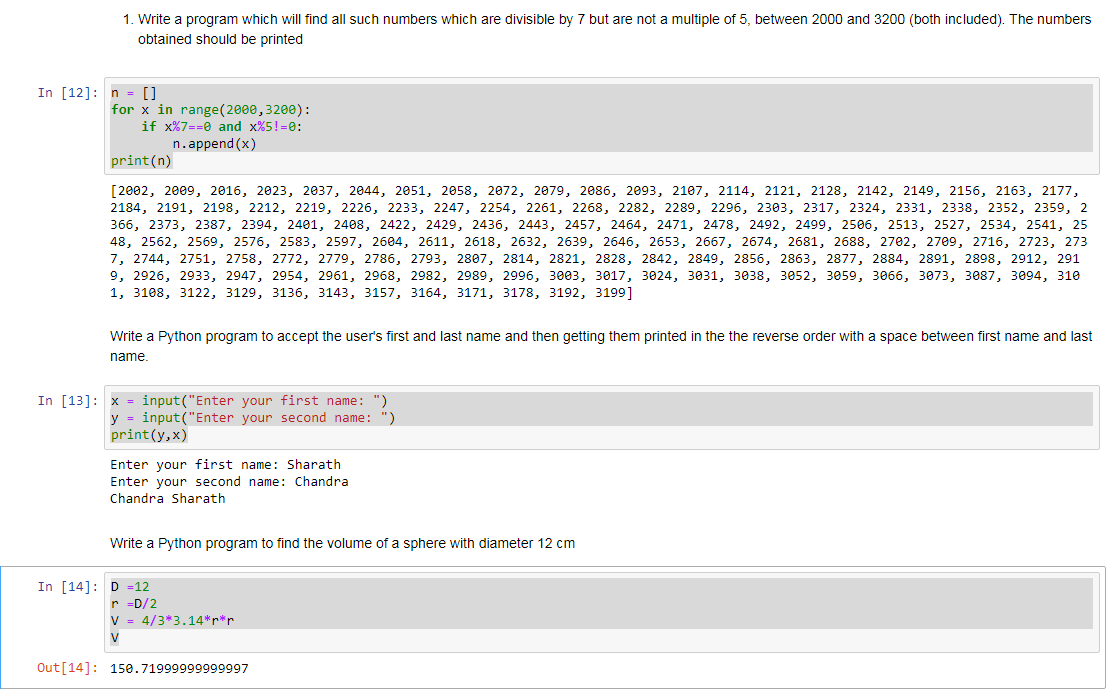 1. Write a program which will find all such numbers which are divisible by 7 but are not a multiple of 5, between 2000 and 3200 (both included). The numbers
obtained should be printed
In [12]: n = []
for x in range(2000,3200):
    if x%7==0 and x%5!=0:
        n.append(x)
print(n)
[2002, 2009, 2016, 2023, 2037, 2044, 2051, 2058, 2072, 2079, 2086, 2093, 2107, 2114, 2121, 2128, 2142, 2149, 2156, 2163, 2177,
2184, 2191, 2198, 2212, 2219, 2226, 2233, 2247, 2254, 2261, 2268, 2282, 2289, 2296, 2303, 2317, 2324, 2331, 2338, 2352, 2359, 2
366, 2373, 2387, 2394, 2401, 2408, 2422, 2429, 2436, 2443, 2457, 2464, 2471, 2478, 2492, 2499, 2506, 2513, 2527, 2534, 2541, 25
48, 2562, 2569, 2576, 2583, 2597, 2604, 2611, 2618, 2632, 2639, 2646, 2653, 2667, 2674, 2681, 2688, 2702, 2709, 2716, 2723, 273
7, 2744, 2751, 2758, 2772, 2779, 2786, 2793, 2807, 2814, 2821, 2828, 2842, 2849, 2856, 2863, 2877, 2884, 2891, 2898, 2912, 291
9, 2926, 2933, 2947, 2954, 2961, 2968, 2982, 2989, 2996, 3003, 3017, 3024, 3031, 3038, 3052, 3059, 3066, 3073, 3087, 3094, 310
1, 3108, 3122, 3129, 3136, 3143, 3157, 3164, 3171, 3178, 3192, 3199]
Write a Python program to accept the user's first and last name and then getting them printed in the the reverse order with a space between first name and last
name.
In [13]: x = input("Enter your first name: ")
y = input("Enter your second name: ")
print(y,x)
Enter your first name: Sharath
Enter your second name: Chandra
Chandra Sharath
Write a Python program to find the volume of a sphere with diameter 12 cm
In [14]: D =12
r =D/2
V = 4/3*3.14*r*r
V
Out[14]: 150.71999999999997